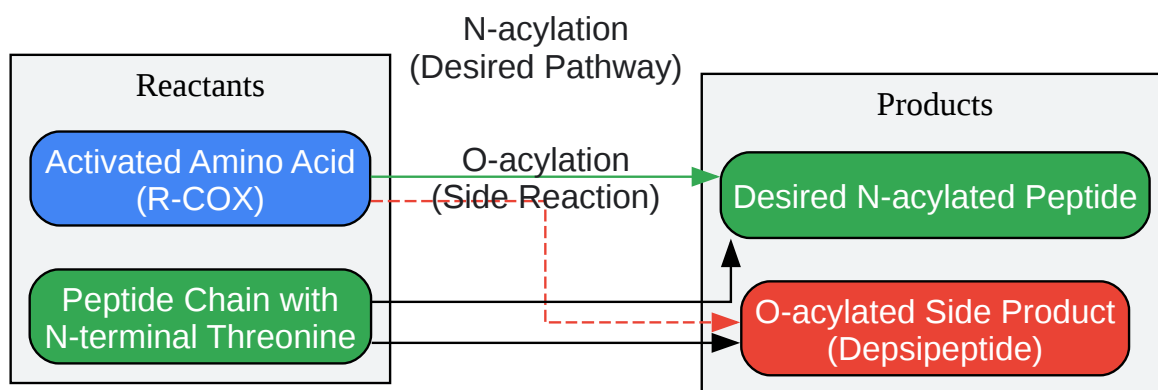 N-acylation
(Desired Pathway)
Reactants
Products
Activated Amino Acid
(R-COX)
O-acylation
(Side Reaction)
Desired N-acylated Peptide
Peptide Chain with
N-terminal Threonine
O-acylated Side Product
(Depsipeptide)